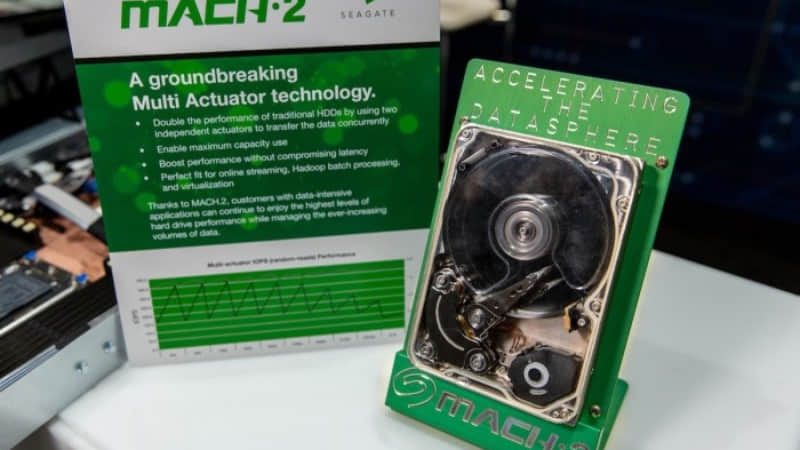 MACH·2
SEAGATE
A groundbreaking
Multi Actuator technology.
• Double the performance of traditional HDDs by using two
independent actuators to transfer the data concurrently
• Enable maximum capacity use
• Boost performance without compromising latency
• Perfect fit for online streaming, Hadoop batch processing,
and virtualization
Thanks to MACH.2, customers with data-intensive
applications can continue to enjoy the highest levels of
hard drive performance while managing the ever-increasing
volumes of data.
Multi-actuator IOPS (random-reads) Performance
IOPS
ACCELERATING
THE
DATASPHERE
MACH·2